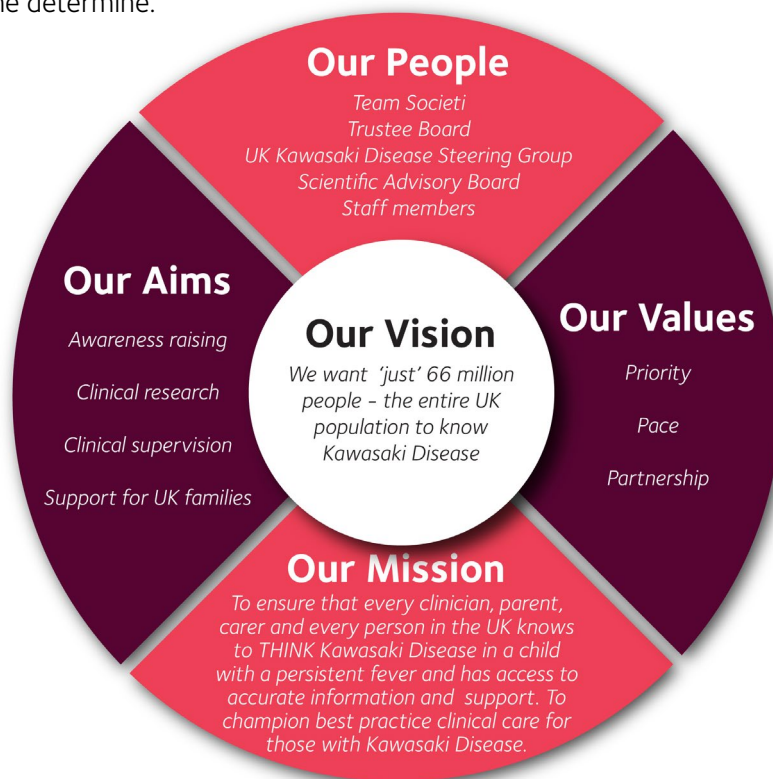 determine.
Our People
Team Societi
Trustee Board
UK Kawasaki Disease Steering Group
Scientific Advisory Board
Staff members
Our Aims
Awareness raising
Clinical research
Clinical supervision
Support for UK families
Our Vision
We want ‘just’ 66 million
people – the entire UK
population to know
Kawasaki Disease
Our Values
Priority
Pace
Partnership
Our Mission
To ensure that every clinician, parent,
carer and every person in the UK knows
to THINK Kawasaki Disease in a child
with a persistent fever and has access to
accurate information and support. To
champion best practice clinical care for
those with Kawasaki Disease.